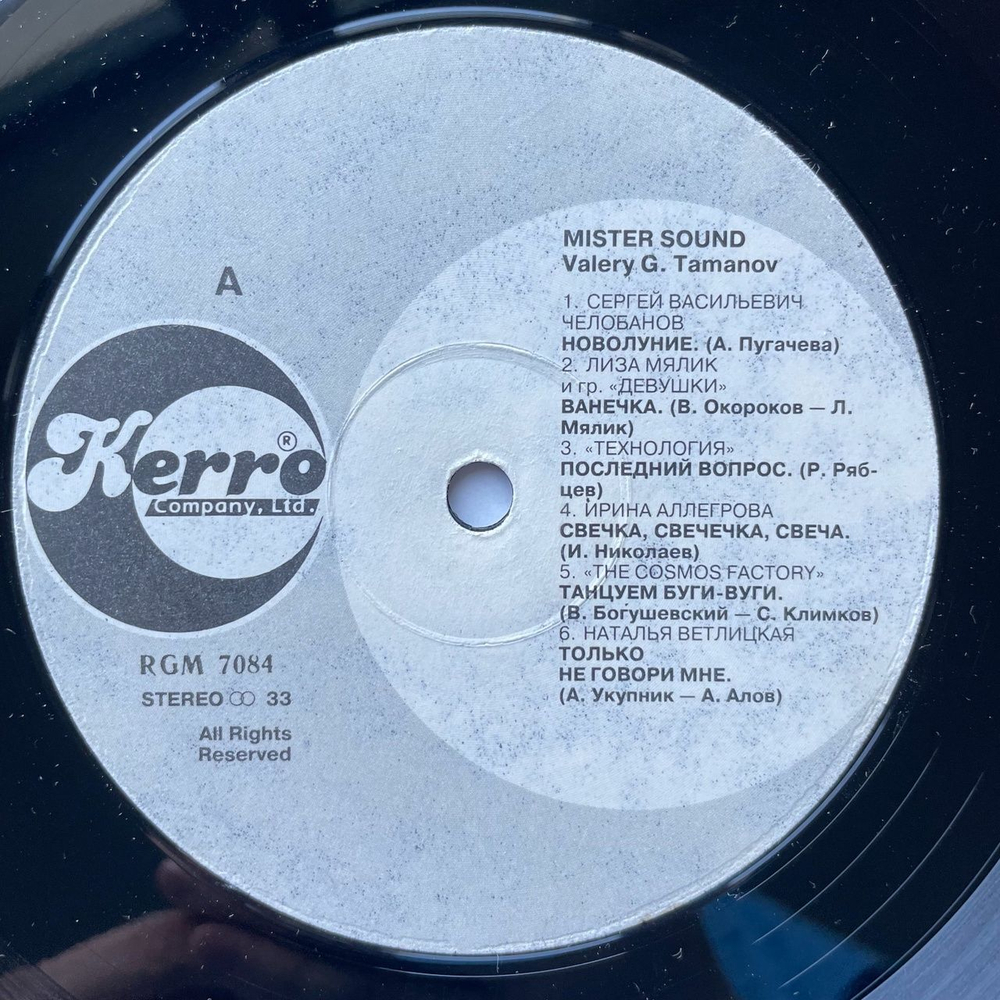 A
Kerro ®
Company, Ltd.
RGM 7084
STEREO ∞ 33
All Rights
Reserved
MISTER SOUND
Valery G. Tamanov
1. СЕРГЕЙ ВАСИЛЬЕВИЧ
ЧЕЛОБАНОВ
НОВОЛУНИЕ. (А. Пугачева)
2. ЛИЗА МЯЛИК
и гр. «ДЕВУШКИ»
ВАНЕЧКА. (В. Окороков — Л.
Мялик)
3. «ТЕХНОЛОГИЯ»
ПОСЛЕДНИЙ ВОПРОС. (Р. Ряб-
цев)
4. ИРИНА АЛЛЕГРОВА
СВЕЧКА, СВЕЧЕЧКА, СВЕЧА.
(И. Николаев)
5. «THE COSMOS FACTORY»
ТАНЦУЕМ БУГИ-ВУГИ.
(В. Богушевский — С. Климков)
6. НАТАЛЬЯ ВЕТЛИЦКАЯ
ТОЛЬКО
НЕ ГОВОРИ МНЕ.
(А. Укупник — А. Алов)